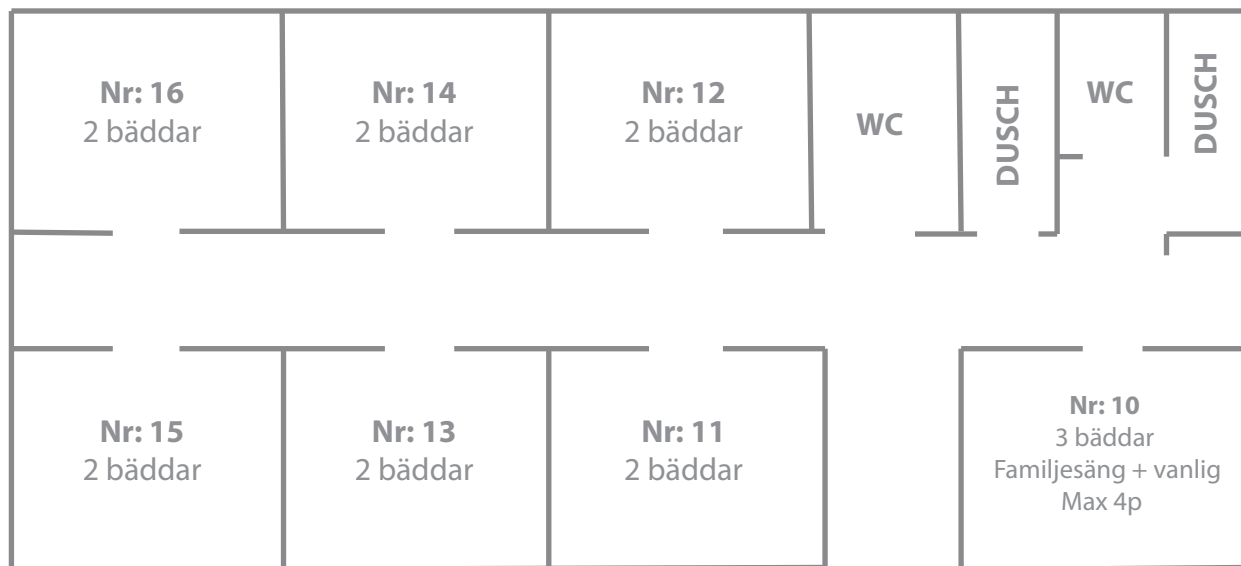 Nr: 16
2 bäddar
Nr: 14
2 bäddar
Nr: 12
2 bäddar
WC
DUSCH
WC
DUSCH
Nr: 15
2 bäddar
Nr: 13
2 bäddar
Nr: 11
2 bäddar
Nr: 10
3 bäddar
Familjesäng + vanlig
Max 4p